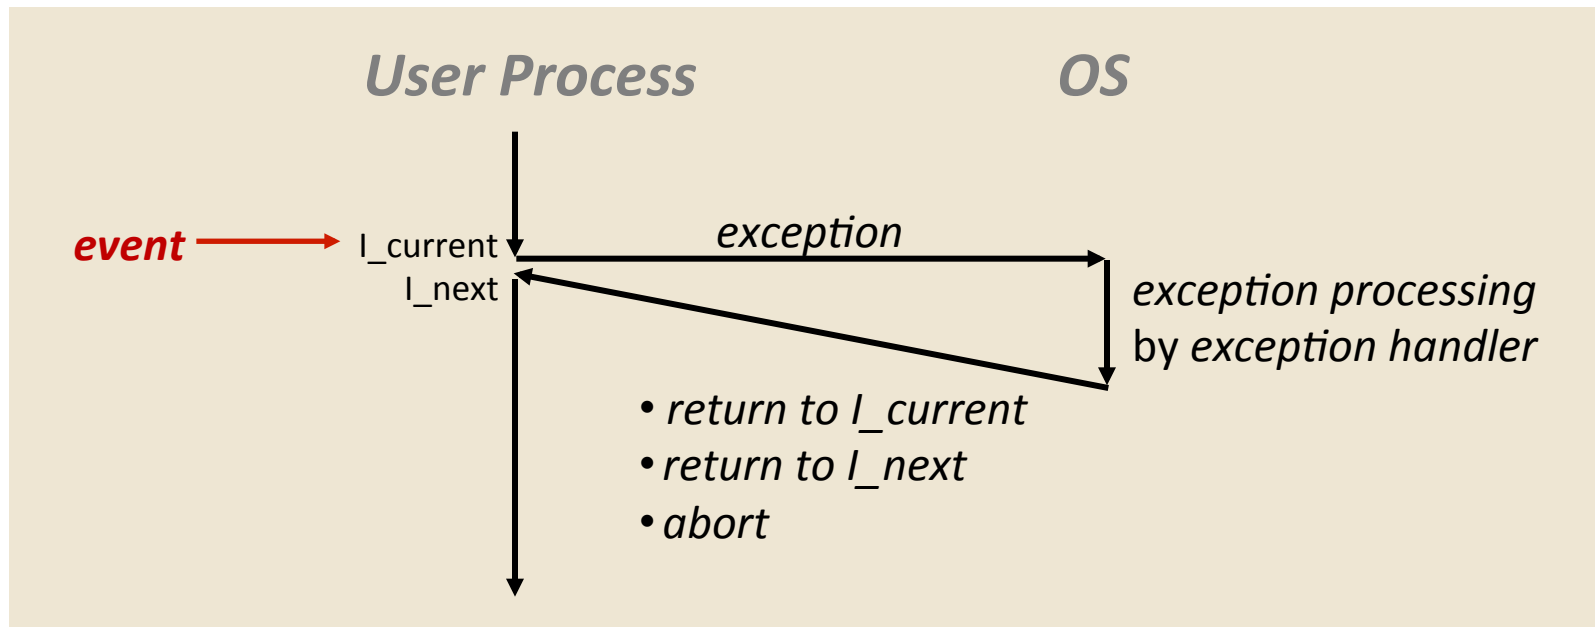 User Process
OS
event
I_current
exception
I_next
exception processing
by exception handler
• return to I_current
• return to I_next
• abort